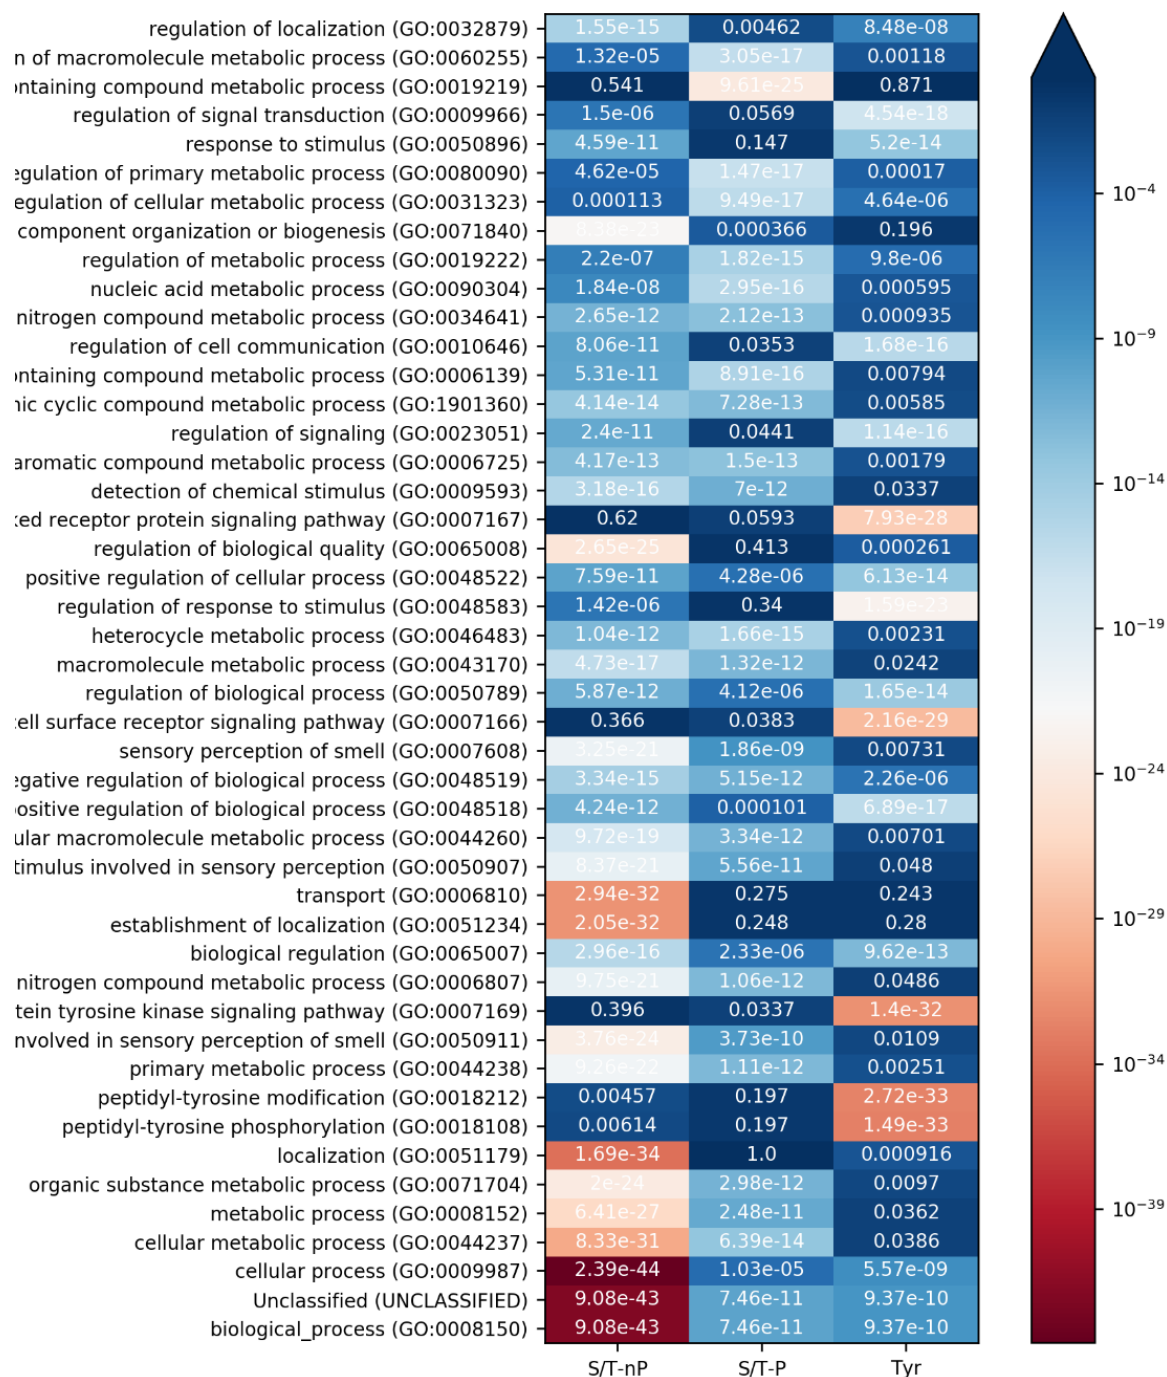 regulation of localization (GO:0032879) 1.55e-15 0.00462 8.48e-08
n of macromolecule metabolic process (GO:0060255) 1.32e-05 3.05e-17 0.00118
ontaining compound metabolic process (GO:0019219) 0.541 9.61e-25 0.871
regulation of signal transduction (GO:0009966) 1.5e-06 0.0569 4.54e-18
response to stimulus (GO:0050896) 4.59e-11 0.147 5.2e-14
egulation of primary metabolic process (GO:0080090) 4.62e-05 1.47e-17 0.00017
egulation of cellular metabolic process (GO:0031323) 0.000113 9.49e-17 4.64e-06
component organization or biogenesis (GO:0071840) 8.38e-23 0.000366 0.196
regulation of metabolic process (GO:0019222) 2.2e-07 1.82e-15 9.8e-06
nucleic acid metabolic process (GO:0090304) 1.84e-08 2.95e-16 0.000595
nitrogen compound metabolic process (GO:0034641) 2.65e-12 2.12e-13 0.000935
regulation of cell communication (GO:0010646) 8.06e-11 0.0353 1.68e-16
ontaining compound metabolic process (GO:0006139) 5.31e-11 8.91e-16 0.00794
nic cyclic compound metabolic process (GO:1901360) 4.14e-14 7.28e-13 0.00585
regulation of signaling (GO:0023051) 2.4e-11 0.0441 1.14e-16
aromatic compound metabolic process (GO:0006725) 4.17e-13 1.5e-13 0.00179
detection of chemical stimulus (GO:0009593) 3.18e-16 7e-12 0.0337
ked receptor protein signaling pathway (GO:0007167) 0.62 0.0593 7.93e-28
regulation of biological quality (GO:0065008) 2.65e-25 0.413 0.000261
positive regulation of cellular process (GO:0048522) 7.59e-11 4.28e-06 6.13e-14
regulation of response to stimulus (GO:0048583) 1.42e-06 0.34 1.59e-23
heterocycle metabolic process (GO:0046483) 1.04e-12 1.66e-15 0.00231
macromolecule metabolic process (GO:0043170) 4.73e-17 1.32e-12 0.0242
regulation of biological process (GO:0050789) 5.87e-12 4.12e-06 1.65e-14
cell surface receptor signaling pathway (GO:0007166) 0.366 0.0383 2.16e-29
sensory perception of smell (GO:0007608) 3.25e-21 1.86e-09 0.00731
egative regulation of biological process (GO:0048519) 3.34e-15 5.15e-12 2.26e-06
positive regulation of biological process (GO:0048518) 4.24e-12 0.000101 6.89e-17
ular macromolecule metabolic process (GO:0044260) 9.72e-19 3.34e-12 0.00701
timulus involved in sensory perception (GO:0050907) 8.37e-21 5.56e-11 0.048
transport (GO:0006810) 2.94e-32 0.275 0.243
establishment of localization (GO:0051234) 2.05e-32 0.248 0.28
biological regulation (GO:0065007) 2.96e-16 2.33e-06 9.62e-13
nitrogen compound metabolic process (GO:0006807) 9.75e-21 1.06e-12 0.0486
tein tyrosine kinase signaling pathway (GO:0007169) 0.396 0.0337 1.4e-32
nvolved in sensory perception of smell (GO:0050911) 3.76e-24 3.73e-10 0.0109
primary metabolic process (GO:0044238) 9.26e-22 1.11e-12 0.00251
peptidyl-tyrosine modification (GO:0018212) 0.00457 0.197 2.72e-33
peptidyl-tyrosine phosphorylation (GO:0018108) 0.00614 0.197 1.49e-33
localization (GO:0051179) 1.69e-34 1.0 0.000916
organic substance metabolic process (GO:0071704) 2e-24 2.98e-12 0.0097
metabolic process (GO:0008152) 6.41e-27 2.48e-11 0.0362
cellular metabolic process (GO:0044237) 8.33e-31 6.39e-14 0.0386
cellular process (GO:0009987) 2.39e-44 1.03e-05 5.57e-09
Unclassified (UNCLASSIFIED) 9.08e-43 7.46e-11 9.37e-10
biological_process (GO:0008150) 9.08e-43 7.46e-11 9.37e-10
S/T-nP S/T-P Tyr
10⁻⁴
10⁻⁹
10⁻¹⁴
10⁻¹⁹
10⁻²⁴
10⁻²⁹
10⁻³⁴
10⁻³⁹